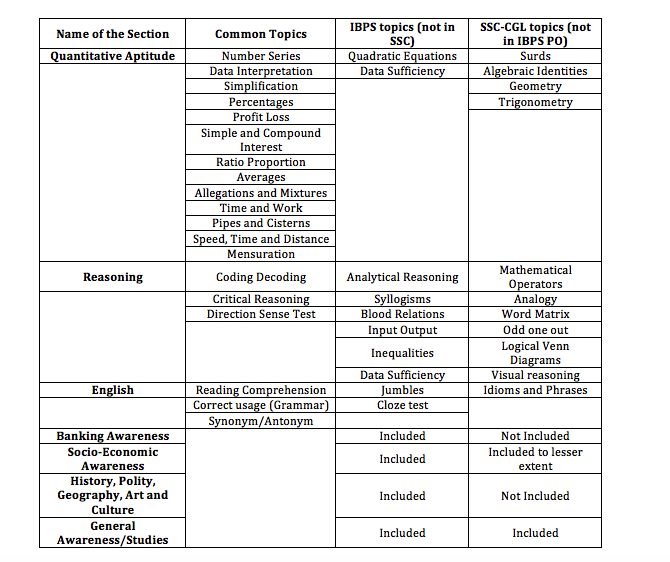 Name of the Section Common Topics IBPS topics (not in SSC) SSC-CGL topics (not in IBPS PO)
Quantitative Aptitude Number Series Quadratic Equations Surds
Data Interpretation Data Sufficiency Algebraic Identities
Simplification Geometry
Percentages Trigonometry
Profit Loss
Simple and Compound
Interest
Ratio Proportion
Averages
Allegations and Mixtures
Time and Work
Pipes and Cisterns
Speed, Time and Distance
Mensuration
Reasoning Coding Decoding Analytical Reasoning Mathematical Operators
Critical Reasoning Syllogisms Analogy
Direction Sense Test Blood Relations Word Matrix
Input Output Odd one out
Inequalities Logical Venn Diagrams
Data Sufficiency Visual reasoning
English Reading Comprehension Jumbles Idioms and Phrases
Correct usage (Grammar) Cloze test
Synonym/Antonym
Banking Awareness Included Not Included
Socio-Economic Awareness Included Included to lesser extent
History, Polity, Geography, Art and Culture Included Not Included
General Awareness/Studies Included Included